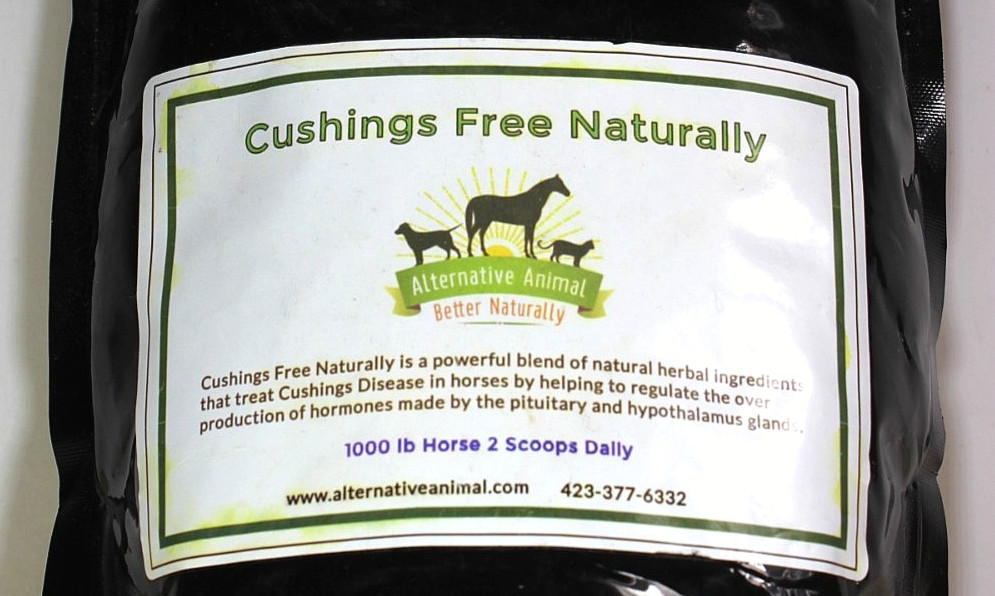 Cushings Free Naturally
Alternative Animal
Better Naturally
Cushings Free Naturally is a powerful blend of natural herbal ingredients
that treat Cushings Disease in horses by helping to regulate the over
production of hormones made by the pituitary and hypothalamus glands.
1000 lb Horse 2 Scoops Daily
www.alternativeanimal.com 423-377-6332